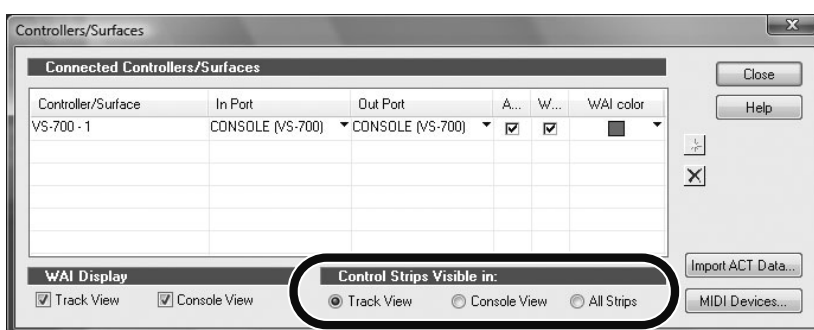 Controllers/Surfaces
Connected Controllers/Surfaces
Close
Controller/Surface In Port Out Port A... W... WAI color
Help
VS-700 - 1 CONSOLE (VS-700) CONSOLE (VS-700)
WAI Display Control Strips Visible in:
Import ACT Data...
Track View Console View Track View Console View All Strips
MIDI Devices...